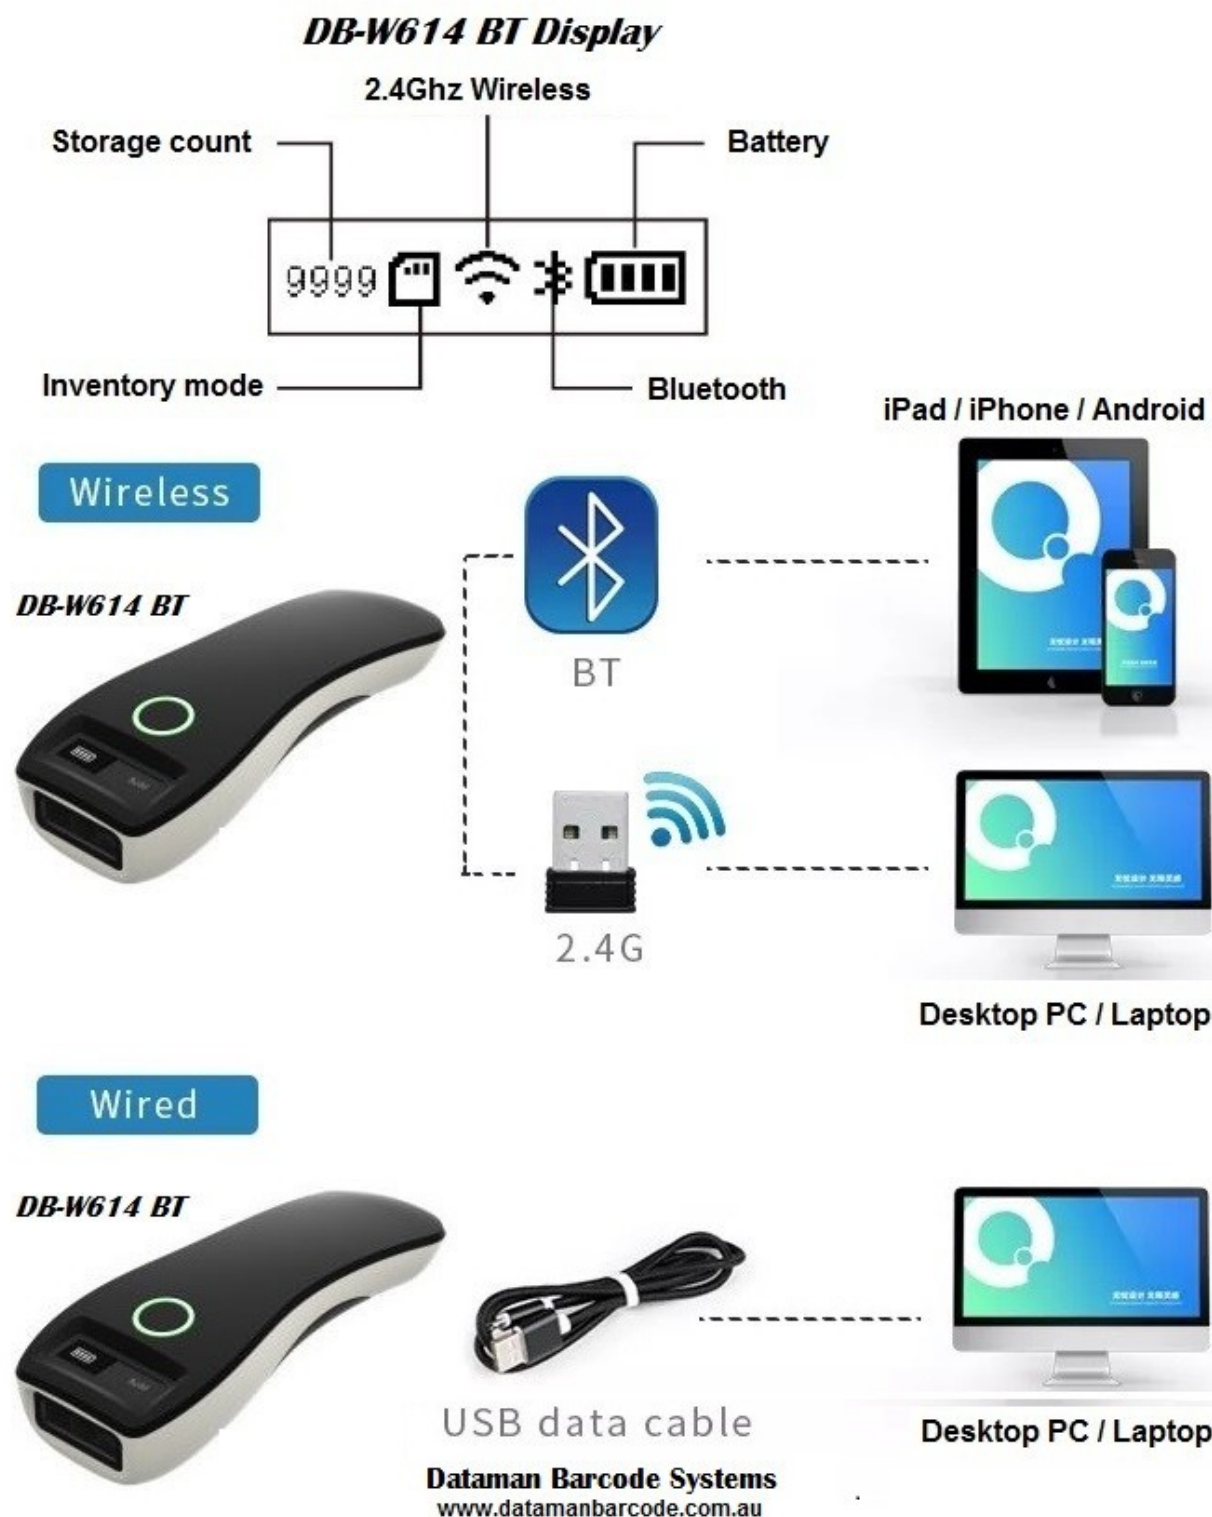 DB-W614 BT Display
2.4Ghz Wireless
Storage count
Battery
9999
Inventory mode
Bluetooth
iPad / iPhone / Android
Wireless
DB-W614 BT
BT
2.4G
Desktop PC / Laptop
Wired
DB-W614 BT
USB data cable
Desktop PC / Laptop
Dataman Barcode Systems
www.datamanbarcode.com.au